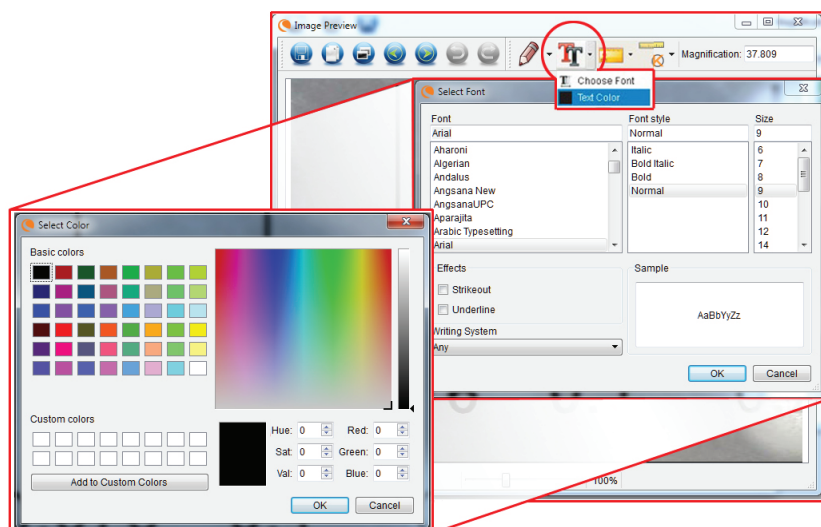 Image Preview
Magnification: 37.809
Choose Font
Text Color
Select Font
Font
Font style
Size
Arial
Normal
9
Aharoni
Algerian
Andalus
Angsana New
AngsanaUPC
Aparajita
Arabic Typesetting
Arial
Italic
Bold Italic
Bold
Normal
6
7
8
9
10
11
12
14
Effects
Strikeout
Underline
Sample
AaBbYyZz
Writing System
Any
OK
Cancel
Select Color
Basic colors
Custom colors
Add to Custom Colors
Hue: 0
Red: 0
Sat: 0
Green: 0
Val: 0
Blue: 0
OK
Cancel
100%